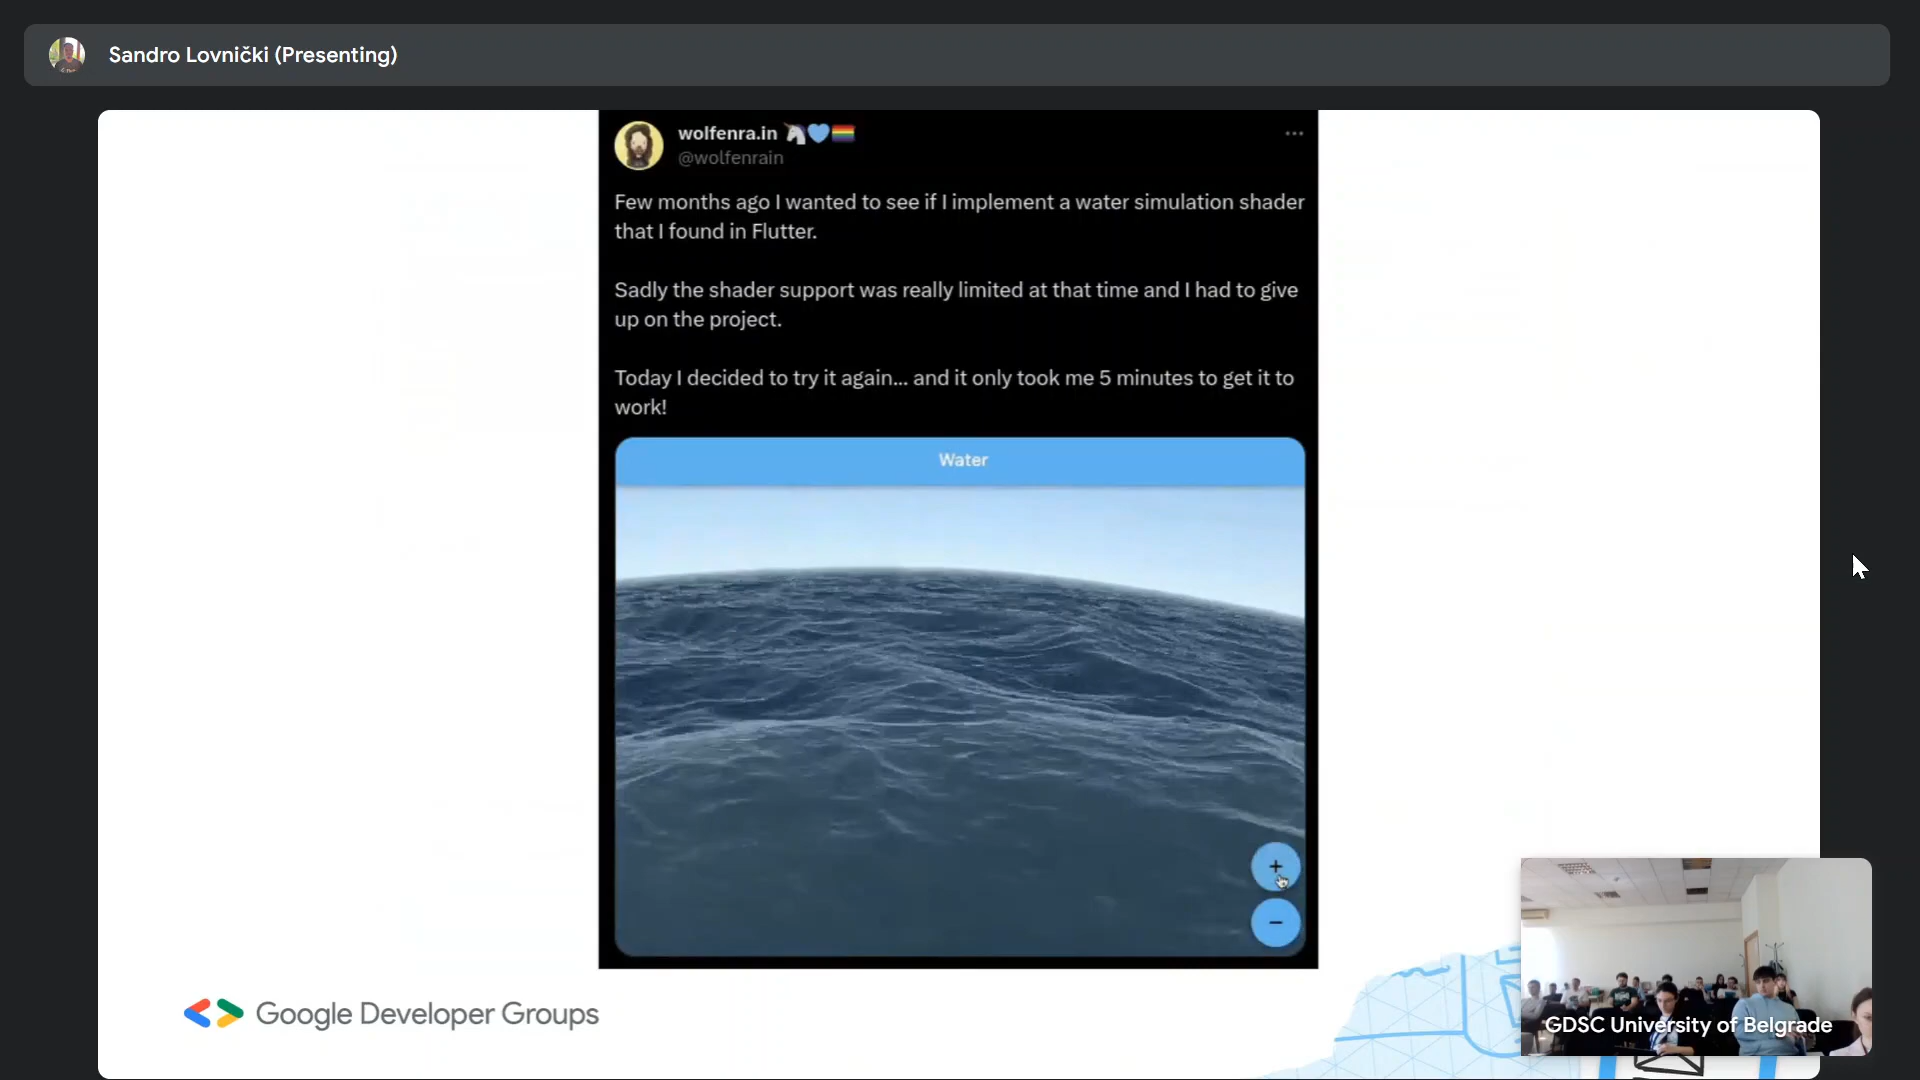 Sandro Lovnički (Presenting)
wolfenra.in 🦄💙🏳️‍🌈
@wolfenrain
Few months ago I wanted to see if I implement a water simulation shader
that I found in Flutter.
Sadly the shader support was really limited at that time and I had to give
up on the project.
Today I decided to try it again... and it only took me 5 minutes to get it to
work!
Water
+
−
Google Developer Groups
GDSC University of Belgrade